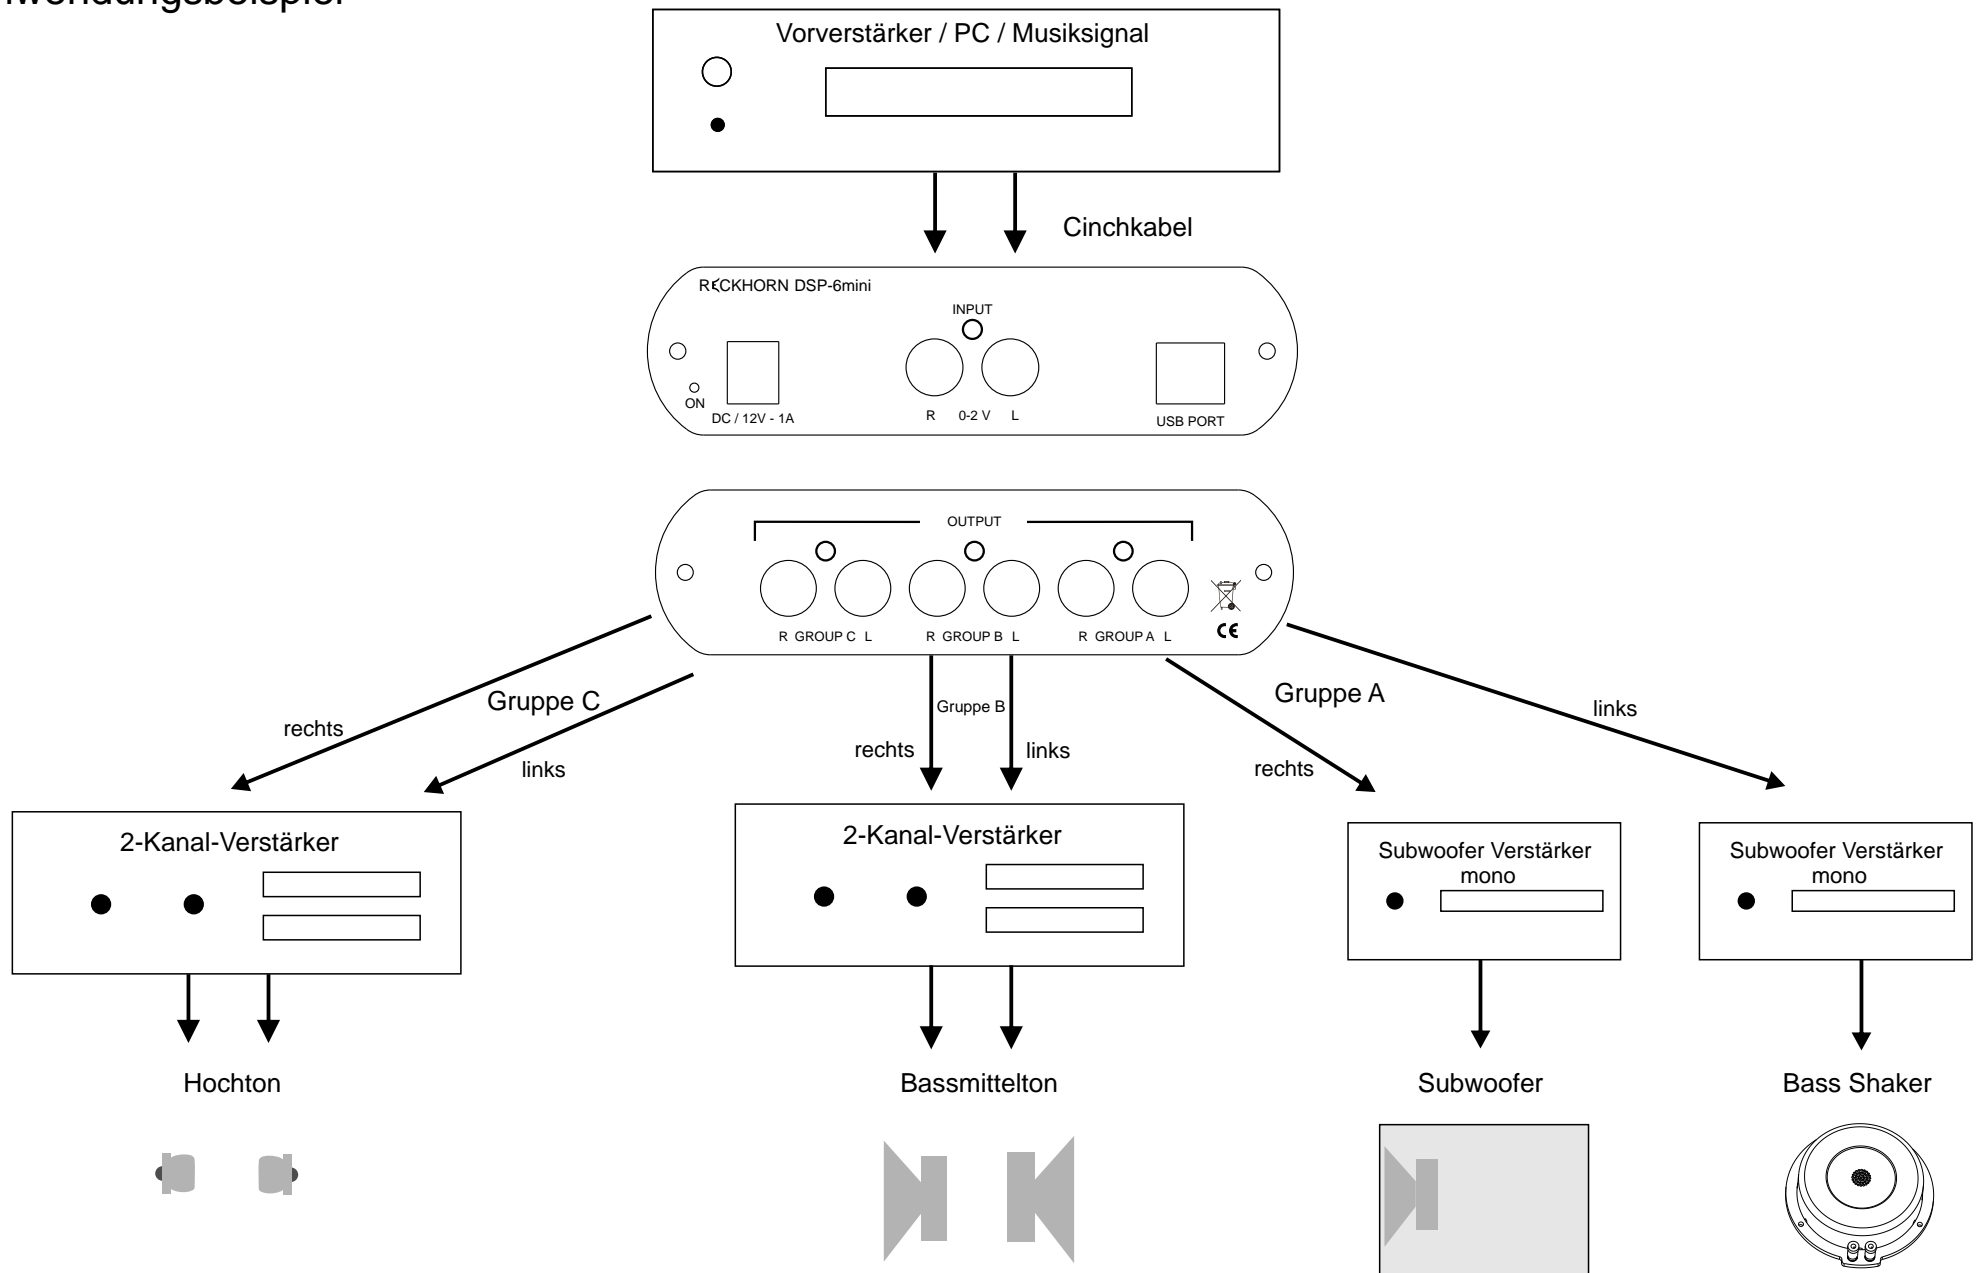 Vorverstärker / PC / Musiksignal
Cinchkabel
RECKHORN DSP-6mini
INPUT
ON
DC / 12V - 1A
R 0-2 V L
USB PORT
OUTPUT
R GROUP C L R GROUP B L R GROUP A L
CE
Gruppe C
Gruppe B
Gruppe A
rechts
links
rechts
links
rechts
links
2-Kanal-Verstärker
2-Kanal-Verstärker
Subwoofer Verstärker
mono
Subwoofer Verstärker
mono
Hochton
Bassmittelton
Subwoofer
Bass Shaker